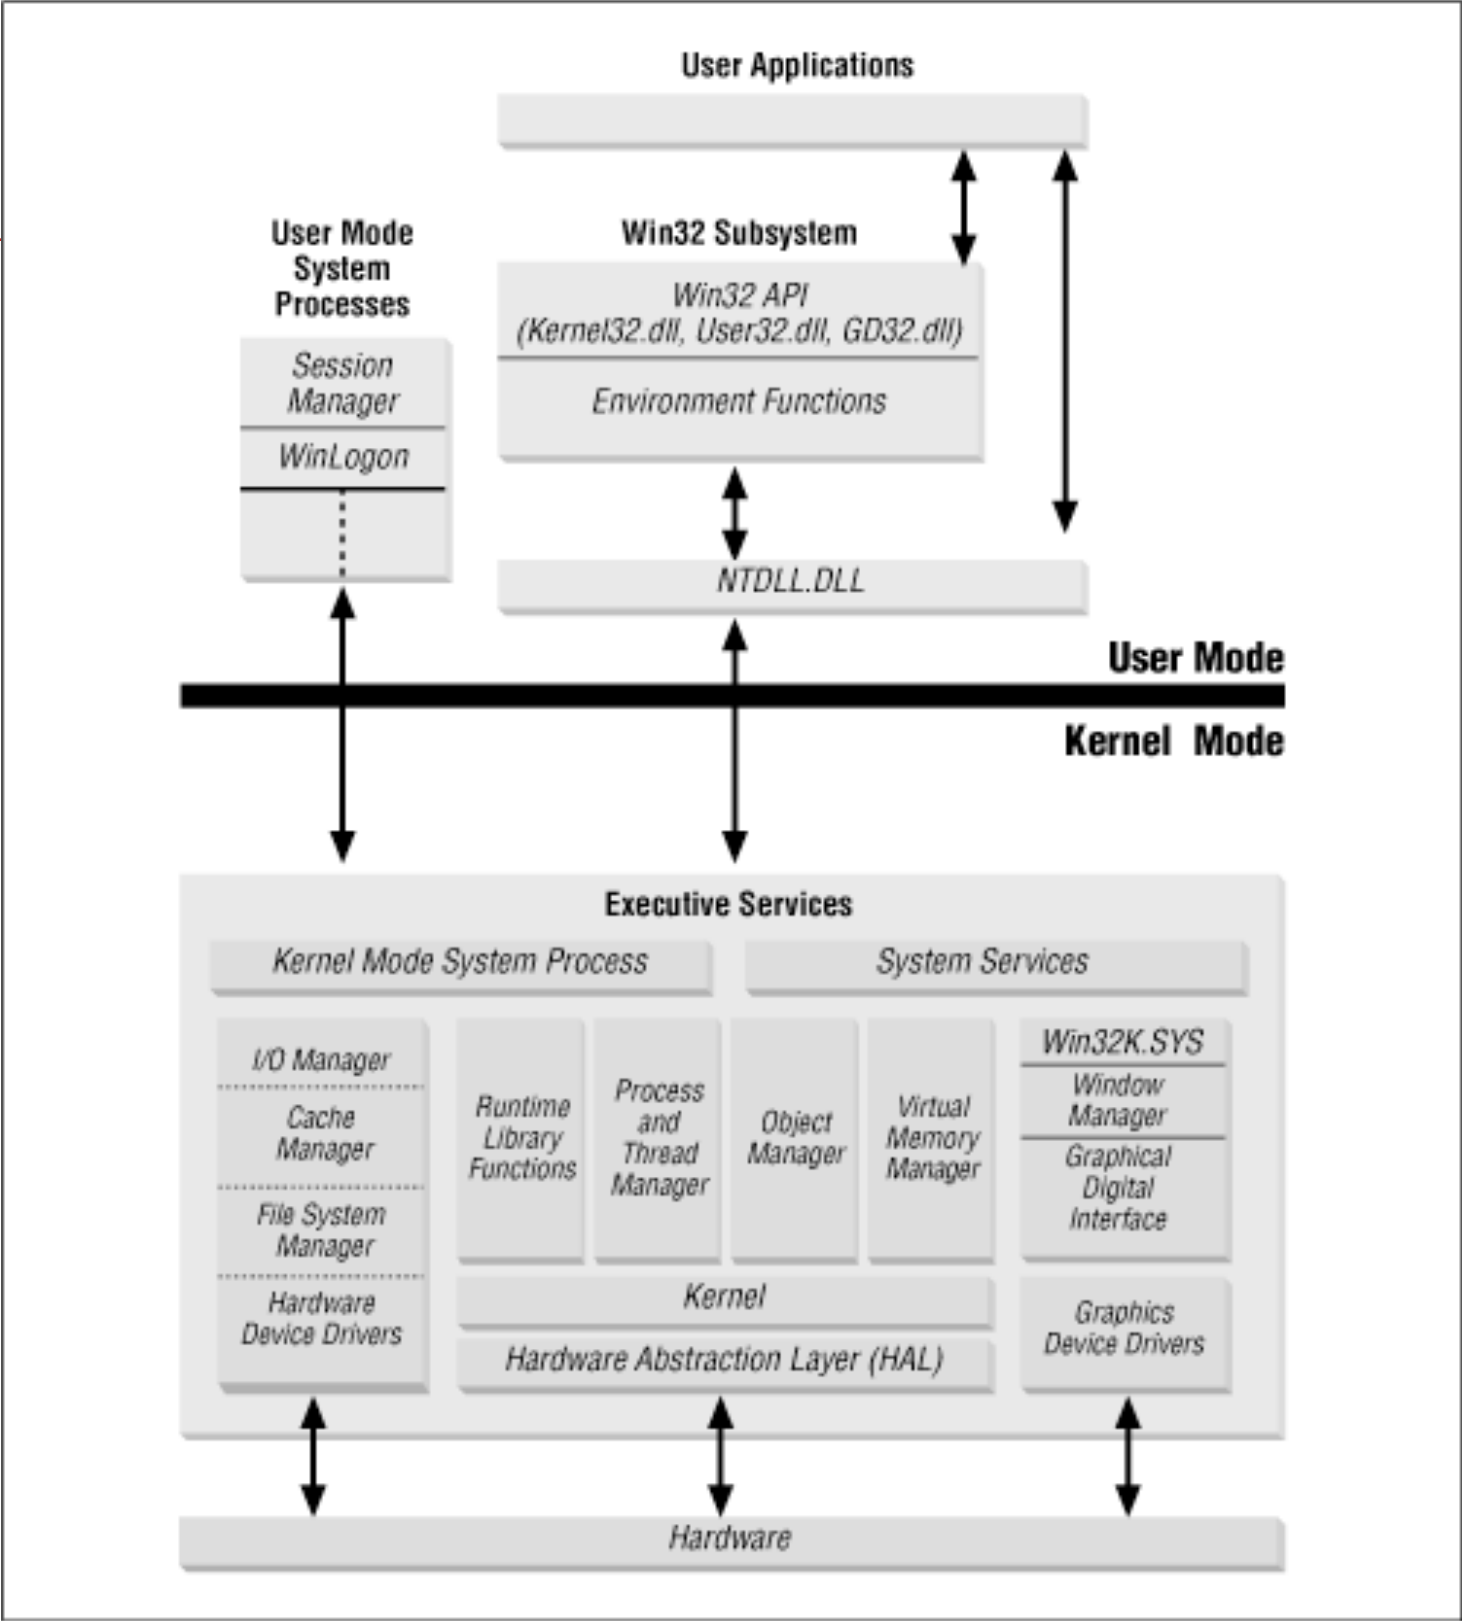 User Applications
User Mode
System
Processes
Session
Manager
WinLogon
Win32 Subsystem
Win32 API
(Kernel32.dll, User32.dll, GD32.dll)
Environment Functions
NTDLL.DLL
User Mode
Kernel Mode
Executive Services
Kernel Mode System Process
System Services
I/O Manager
Cache
Manager
File System
Manager
Hardware
Device Drivers
Runtime
Library
Functions
Process
and
Thread
Manager
Object
Manager
Virtual
Memory
Manager
Win32K.SYS
Window
Manager
Graphical
Digital
Interface
Kernel
Hardware Abstraction Layer (HAL)
Graphics
Device Drivers
Hardware